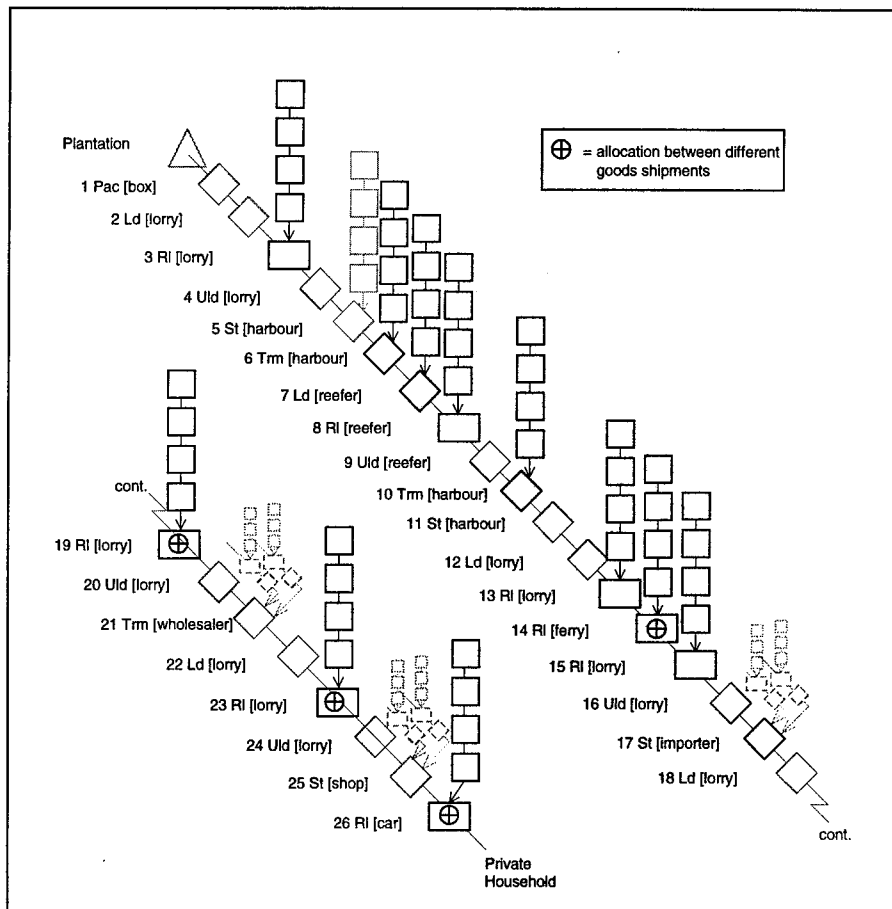 Plantation
⊕ = allocation between different
goods shipments
1 Pac [box]
2 Ld [lorry]
3 Rl [lorry]
4 Uld [lorry]
5 St [harbour]
6 Trm [harbour]
7 Ld [reefer]
8 Rl [reefer]
9 Uld [reefer]
10 Trm [harbour]
11 St [harbour]
12 Ld [lorry]
13 Rl [lorry]
14 Rl [ferry]
15 Rl [lorry]
16 Uld [lorry]
17 St [importer]
18 Ld [lorry]
cont.
cont.
19 Rl [lorry]
20 Uld [lorry]
21 Trm [wholesaler]
22 Ld [lorry]
23 Rl [lorry]
24 Uld [lorry]
25 St [shop]
26 Rl [car]
Private
Household